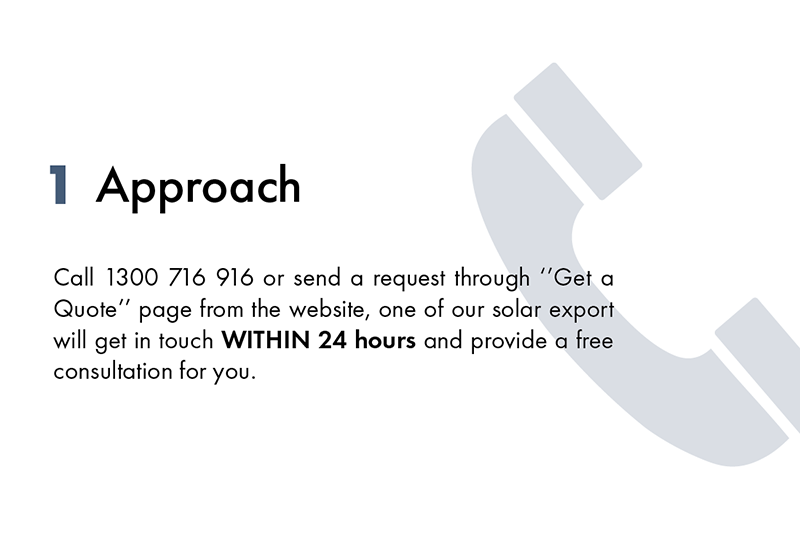 1 Approach
Call 1300 716 916 or send a request through ‘’Get a
Quote’’ page from the website, one of our solar export
will get in touch WITHIN 24 hours and provide a free
consultation for you.